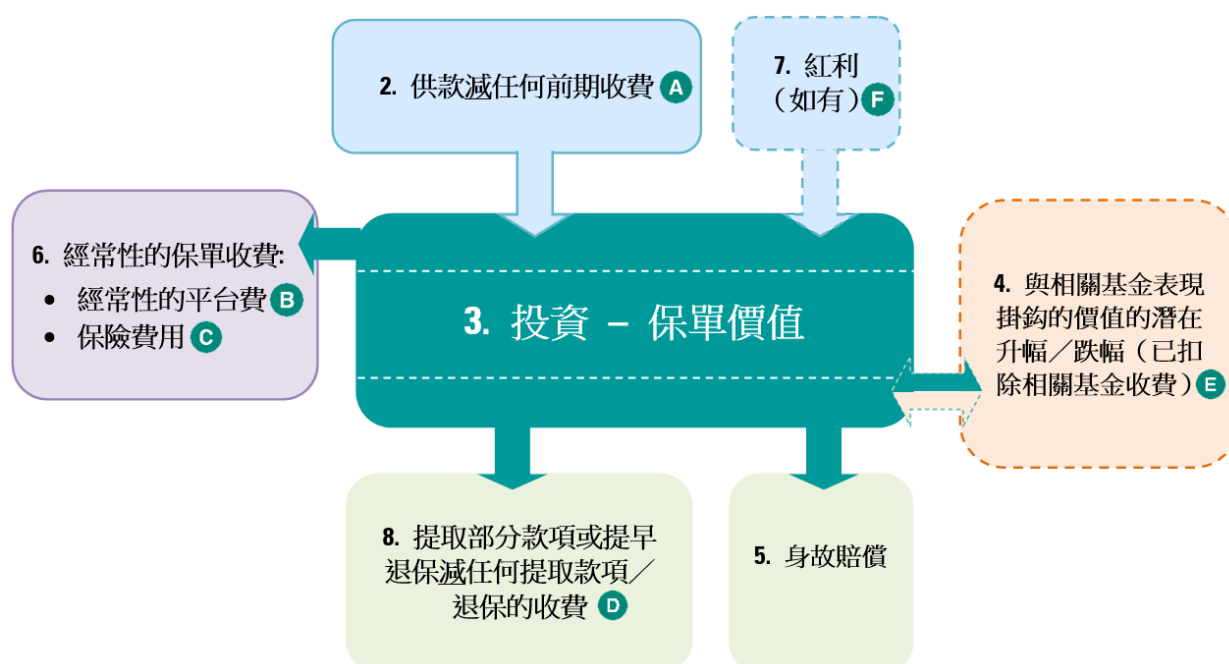 2. 供款減任何前期收費 A
7. 紅利
（如有）F
6. 經常性的保單收費:
• 經常性的平台費 B
• 保險費用 C
3. 投資 – 保單價值
4. 與相關基金表現
掛鈎的價值的潛在
升幅／跌幅（已扣
除相關基金收費）E
8. 提取部分款項或提早
退保減任何提取款項／
退保的收費 D
5. 身故賠償